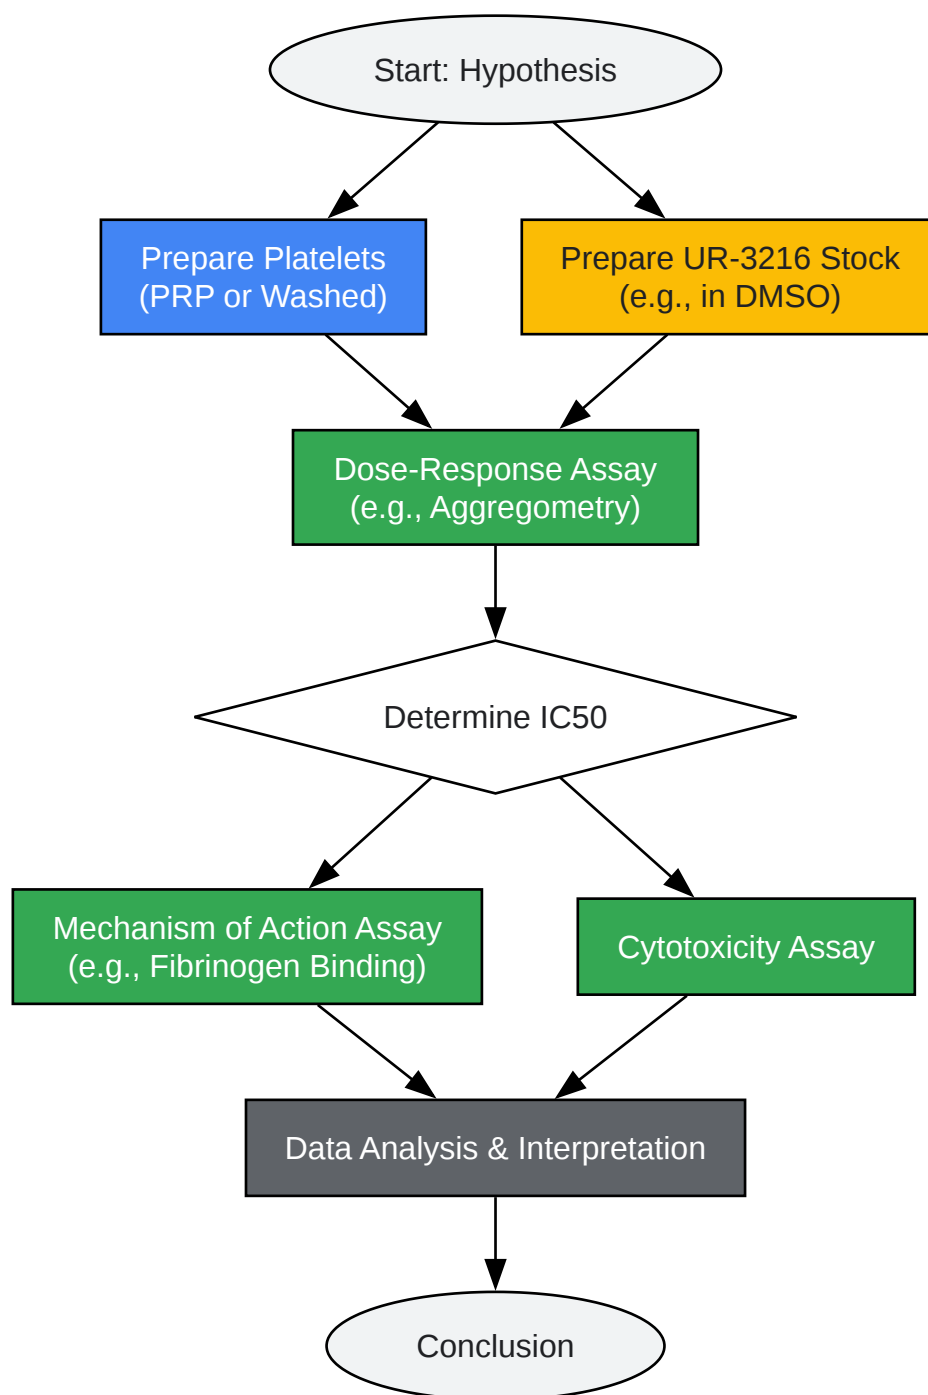 Start: Hypothesis
Prepare Platelets
(PRP or Washed)
Prepare UR-3216 Stock
(e.g., in DMSO)
Dose-Response Assay
(e.g., Aggregometry)
Determine IC50
Mechanism of Action Assay
(e.g., Fibrinogen Binding)
Cytotoxicity Assay
Data Analysis & Interpretation
Conclusion